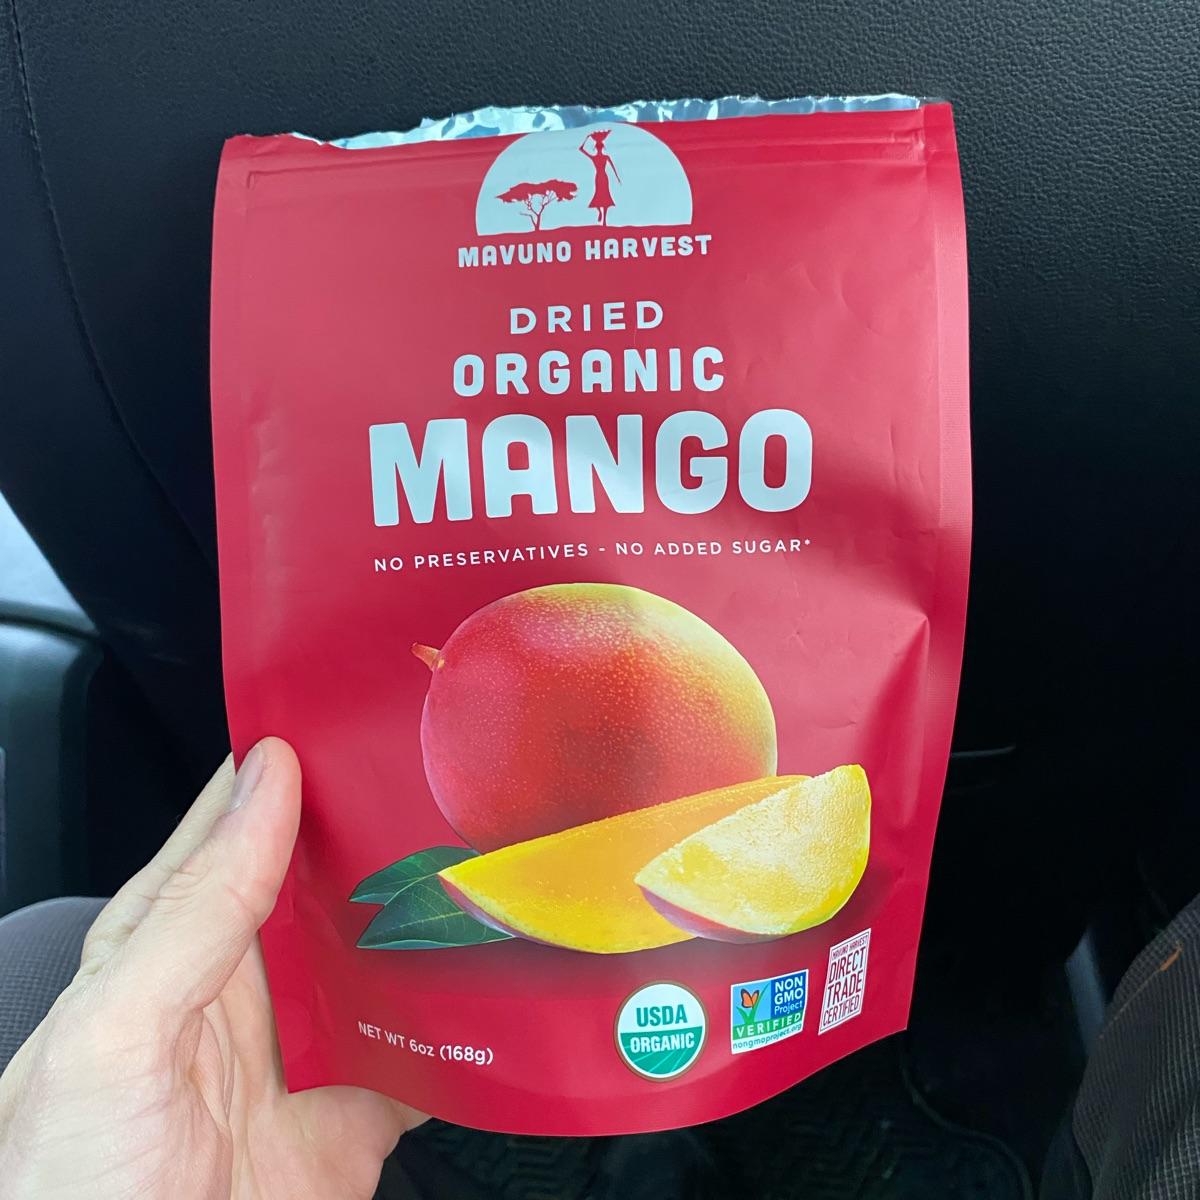 MAVUNO HARVEST
DRIED
ORGANIC
MANGO
NO PRESERVATIVES - NO ADDED SUGAR*
NET WT 6oz (168g)
USDA
ORGANIC
NON
GMO
Project
VERIFIED
nongmoproject.org
MAVUNO HARVEST
DIRECT
TRADE
CERTIFIED